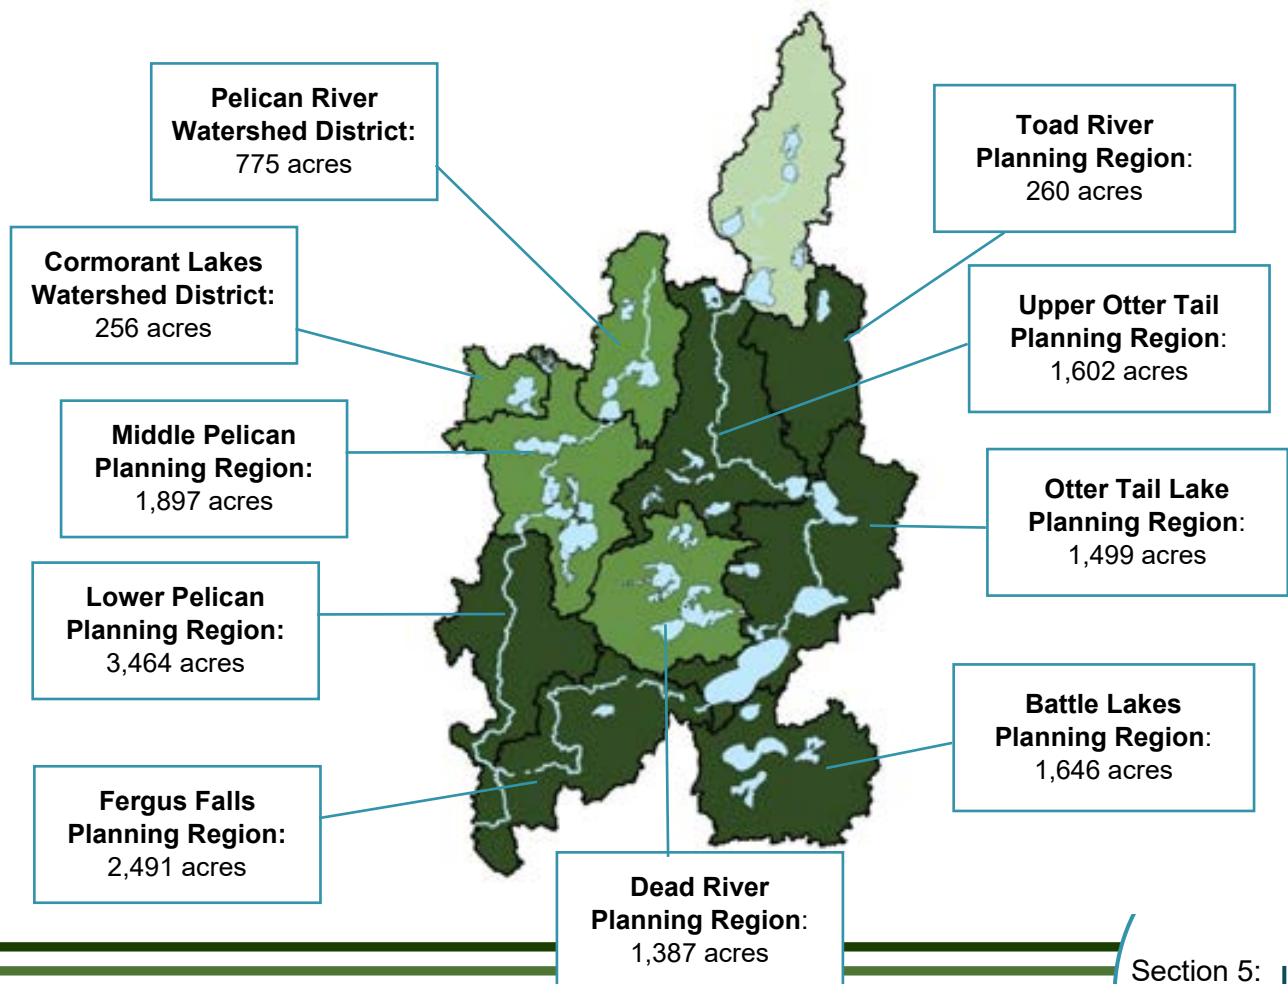 Pelican River
Watershed District:
775 acres
Toad River
Planning Region:
260 acres
Cormorant Lakes
Watershed District:
256 acres
Upper Otter Tail
Planning Region:
1,602 acres
Middle Pelican
Planning Region:
1,897 acres
Otter Tail Lake
Planning Region:
1,499 acres
Lower Pelican
Planning Region:
3,464 acres
Battle Lakes
Planning Region:
1,646 acres
Fergus Falls
Planning Region:
2,491 acres
Dead River
Planning Region:
1,387 acres
Section 5: